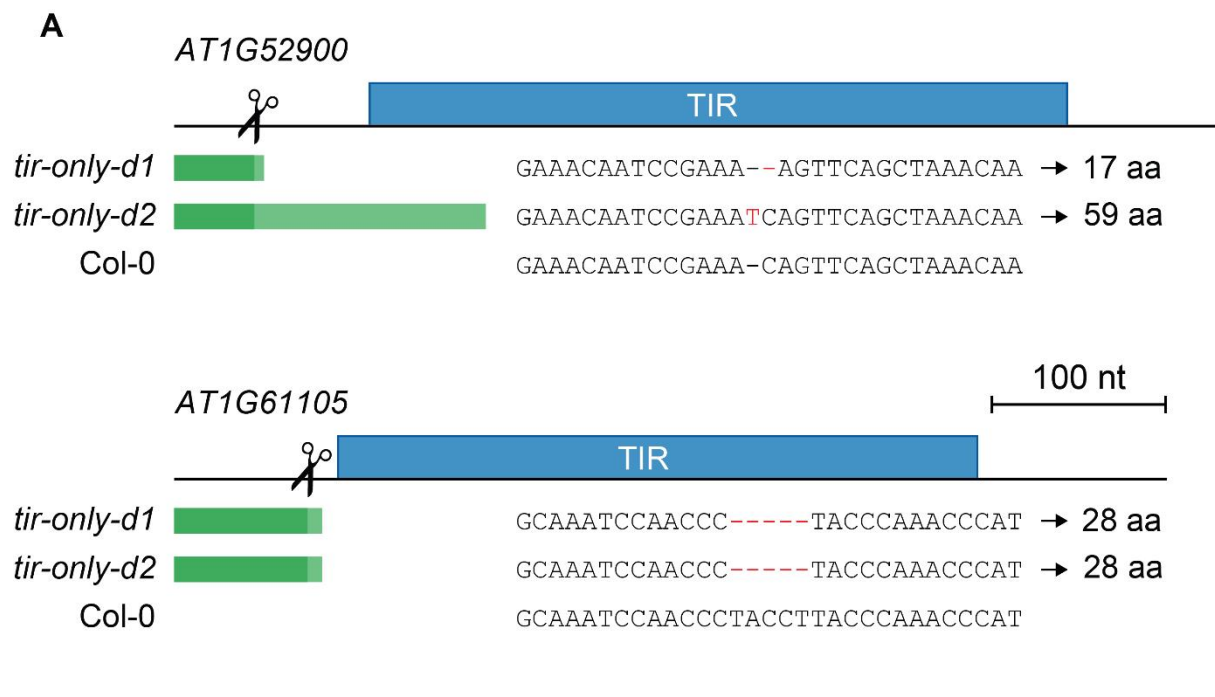 A
AT1G52900
TIR
tir-only-d1 GAAACAATCCGAAA--AGTTCAGCTAAACAA → 17 aa
tir-only-d2 GAAACAATCCGAAATCAGTTCAGCTAAACAA → 59 aa
Col-0 GAAACAATCCGAAA-CAGTTCAGCTAAACAA
100 nt
AT1G61105
TIR
tir-only-d1 GCAAATCCAACCC-----TACCCAAACCCAT → 28 aa
tir-only-d2 GCAAATCCAACCC-----TACCCAAACCCAT → 28 aa
Col-0 GCAAATCCAACCCTACCTTACCCAAACCCAT